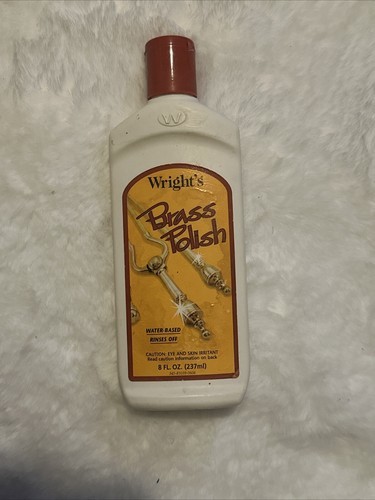 W
Wright's
Brass
Polish
WATER-BASED
RINSES OFF
CAUTION: EYE AND SKIN IRRITANT
Read caution information on back
8 FL. OZ. (237ml)